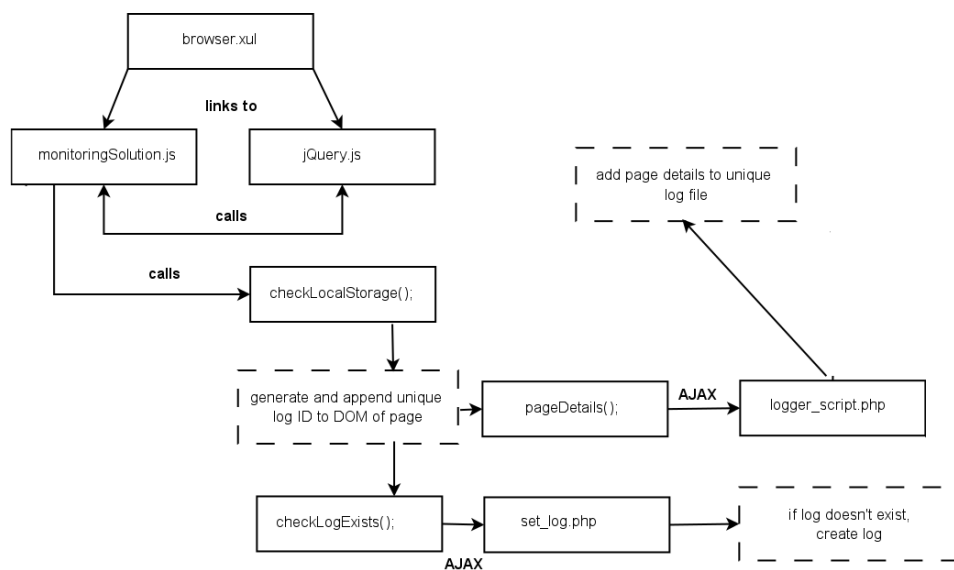 browser.xul
links to
monitoringSolution.js
jQuery.js
add page details to unique
log file
calls
calls
checkLocalStorage();
generate and append unique
log ID to DOM of page
pageDetails();
AJAX
logger_script.php
checkLogExists();
AJAX
set_log.php
if log doesn't exist,
create log